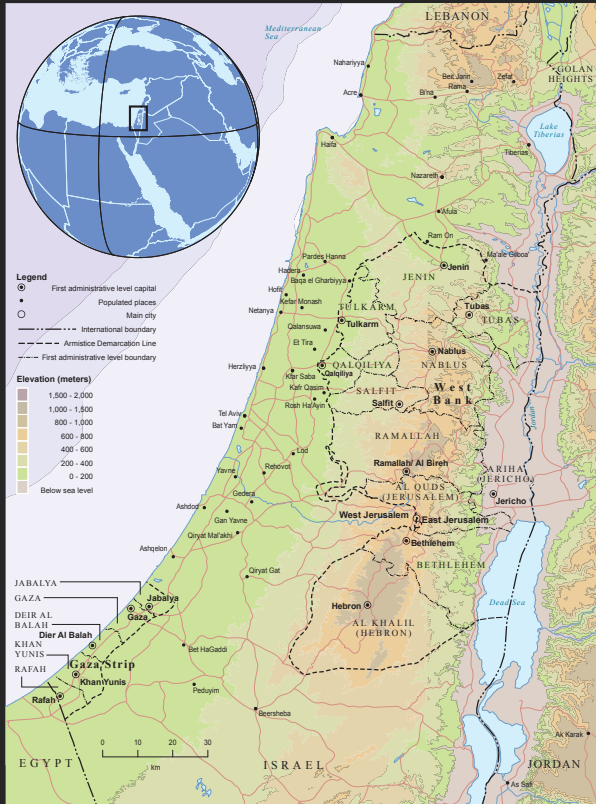 LEBANON
Mediterranean
Sea
Nahariyya
GOLAN
HEIGHTS
Beit Jann
Zefat
Rama
Acre
Bi'na
Lake
Tiberias
Haifa
Tiberias
Nazareth
Afula
Ram On
Pardes Hanna
Ma'ale Gilboa'
Hadera
Jenin
JENIN
Baqa el Gharbiyya
Hofit
Kefar Monash
Netanya
TULKARM
Tubas
Tulkarm
TUBAS
Qalansuwa
Et Tira
Nablus
Herzliyya
QALQILIYA
NABLUS
Kfar Saba
Qalqiliya
Kafr Qasim
SALFIT
West
Bank
Rosh Ha'Ayin
Salfit
Tel Aviv
Jordan
Bat Yam
RAMALLAH
Lod
Ramallah/ Al Bireh
Rehovot
Yavne
ARIHA
(JERICHO)
AL QUDS
(JERUSALEM)
Gedera
Jericho
Ashdod
Gan Yavne
West Jerusalem
East Jerusalem
Qiryat Mal'akhi
Bethlehem
Ashqelon
BETHLEHEM
Qiryat Gat
Hebron
Dead Sea
AL KHALIL
(HEBRON)
JABALYA
Jabalya
GAZA
Gaza
DEIR AL
BALAH
Dier Al Balah
KHAN
YUNIS
Bet HaGaddi
Gaza Strip
RAFAH
Khan Yunis
Peduyim
Rafah
Beersheba
Ak Karak
EGYPT
ISRAEL
JORDAN
As Safi
Legend
First administrative level capital
Populated places
Main city
International boundary
Armistice Demarcation Line
First administrative level boundary
Elevation (meters)
1,500 - 2,000
1,000 - 1,500
800 - 1,000
600 - 800
400 - 600
200 - 400
0 - 200
Below sea level
0 10 20 30
km